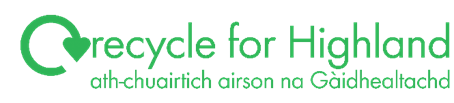 recycle for Highland
ath-chuairtich airson na Gàidhealtachd